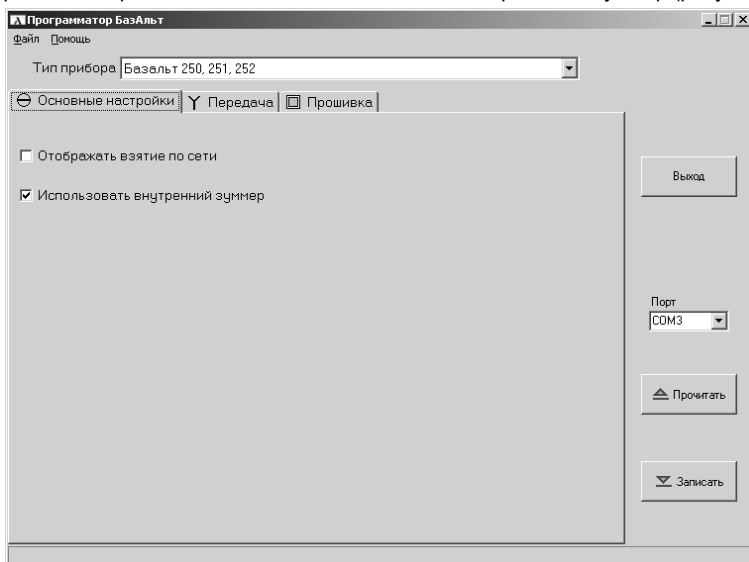 Программатор БазАльт
Файл Помощь
Тип прибора Базальт 250, 251, 252
Основные настройки Передача Прошивка
Отображать взятие по сети
Использовать внутренний зуммер
Выход
Порт
COM3
Прочитать
Записать